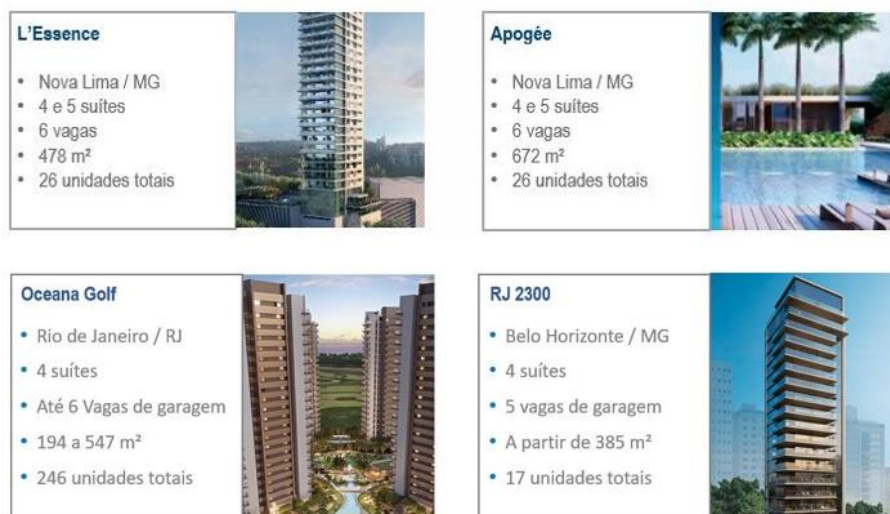 L'Essence
• Nova Lima / MG
• 4 e 5 suítes
• 6 vagas
• 478 m²
• 26 unidades totais
Apogée
• Nova Lima / MG
• 4 e 5 suítes
• 6 vagas
• 672 m²
• 26 unidades totais
Oceana Golf
• Rio de Janeiro / RJ
• 4 suítes
• Até 6 Vagas de garagem
• 194 a 547 m²
• 246 unidades totais
RJ 2300
• Belo Horizonte / MG
• 4 suítes
• 5 vagas de garagem
• A partir de 385 m²
• 17 unidades totais